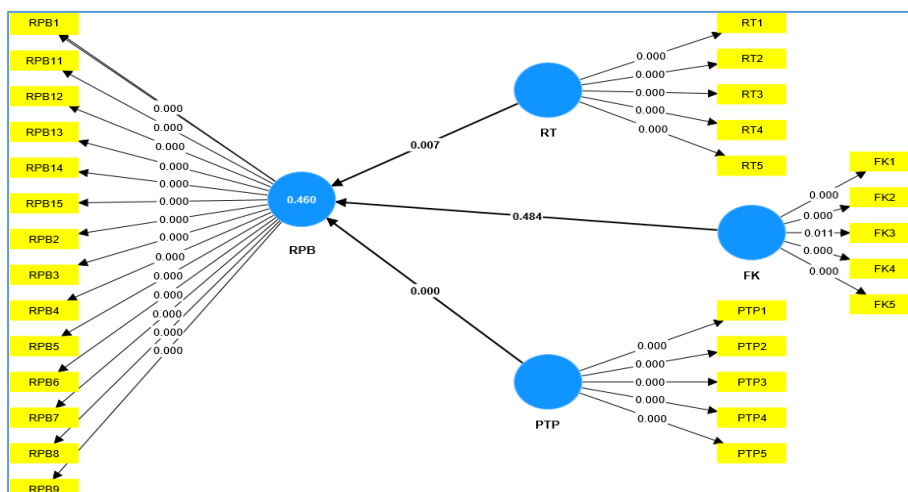 RPB1
RPB11
RPB12
RPB13
RPB14
RPB15
RPB2
RPB3
RPB4
RPB5
RPB6
RPB7
RPB8
RPB9
0.000
0.000
0.000
0.000
0.000
0.000
0.000
0.000
0.000
0.000
0.000
0.000
0.000
0.000
0.460
RPB
0.007
0.484
0.000
RT
0.000
0.000
0.000
0.000
0.000
RT1
RT2
RT3
RT4
RT5
FK
0.000
0.000
0.011
0.000
0.000
FK1
FK2
FK3
FK4
FK5
PTP
0.000
0.000
0.000
0.000
0.000
PTP1
PTP2
PTP3
PTP4
PTP5